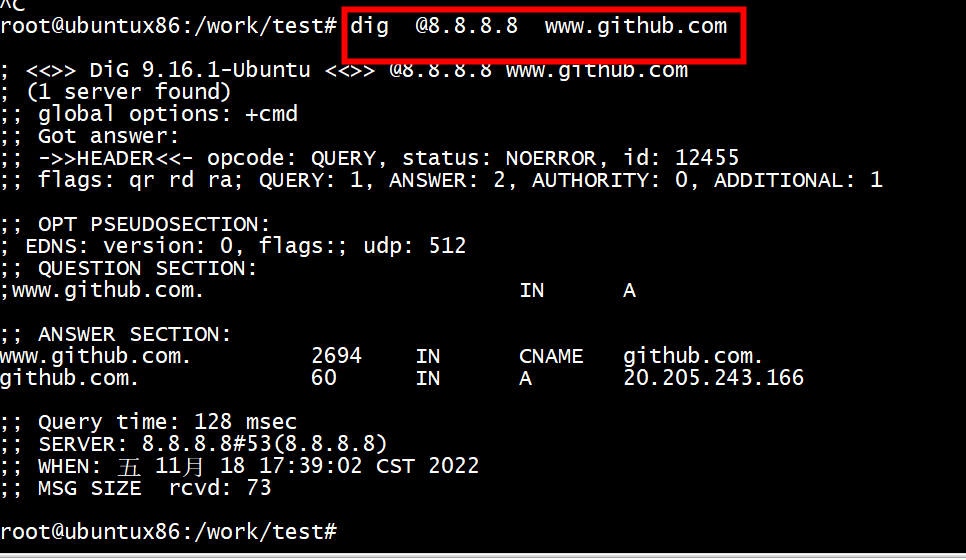 ^C
root@ubuntux86:/work/test# dig  @8.8.8.8  www.github.com
; <<>> DiG 9.16.1-Ubuntu <<>> @8.8.8.8 www.github.com
; (1 server found)
;; global options: +cmd
;; Got answer:
;; ->>HEADER<<- opcode: QUERY, status: NOERROR, id: 12455
;; flags: qr rd ra; QUERY: 1, ANSWER: 2, AUTHORITY: 0, ADDITIONAL: 1
;; OPT PSEUDOSECTION:
; EDNS: version: 0, flags:; udp: 512
;; QUESTION SECTION:
;www.github.com. IN A
;; ANSWER SECTION:
www.github.com. 2694 IN CNAME github.com.
github.com. 60 IN A 20.205.243.166
;; Query time: 128 msec
;; SERVER: 8.8.8.8#53(8.8.8.8)
;; WHEN: 五 11月 18 17:39:02 CST 2022
;; MSG SIZE  rcvd: 73
root@ubuntux86:/work/test#